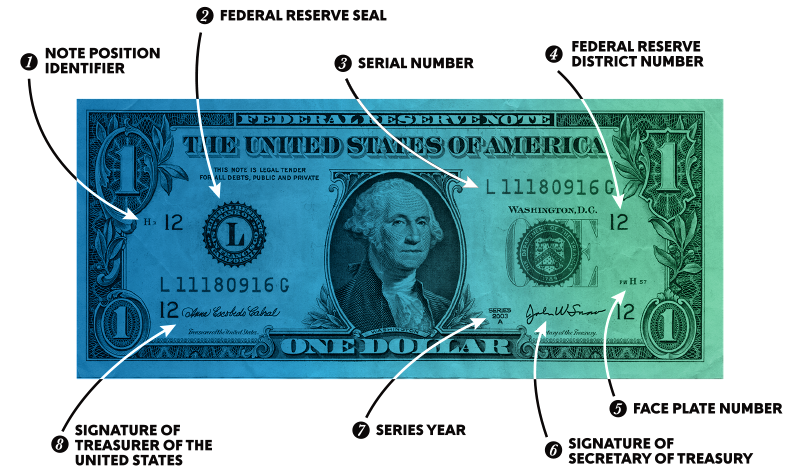 2 FEDERAL RESERVE SEAL
1 NOTE POSITION
IDENTIFIER
3 SERIAL NUMBER
4 FEDERAL RESERVE
DISTRICT NUMBER
FEDERAL RESERVE NOTE
THE UNITED STATES OF AMERICA
THIS NOTE IS LEGAL TENDER
FOR ALL DEBTS, PUBLIC AND PRIVATE
1
1
L 11180916 G
WASHINGTON, D.C.
H 12
L
12
ONE
L 11180916 G
FW H 57
12
Anna Escobedo Cabral
Treasurer of the United States.
SERIES
2003
A
John W Snow
Secretary of the Treasury.
12
1
WASHINGTON
1
ONE DOLLAR
5 FACE PLATE NUMBER
8 SIGNATURE OF
TREASURER OF THE
UNITED STATES
7 SERIES YEAR
6 SIGNATURE OF
SECRETARY OF TREASURY